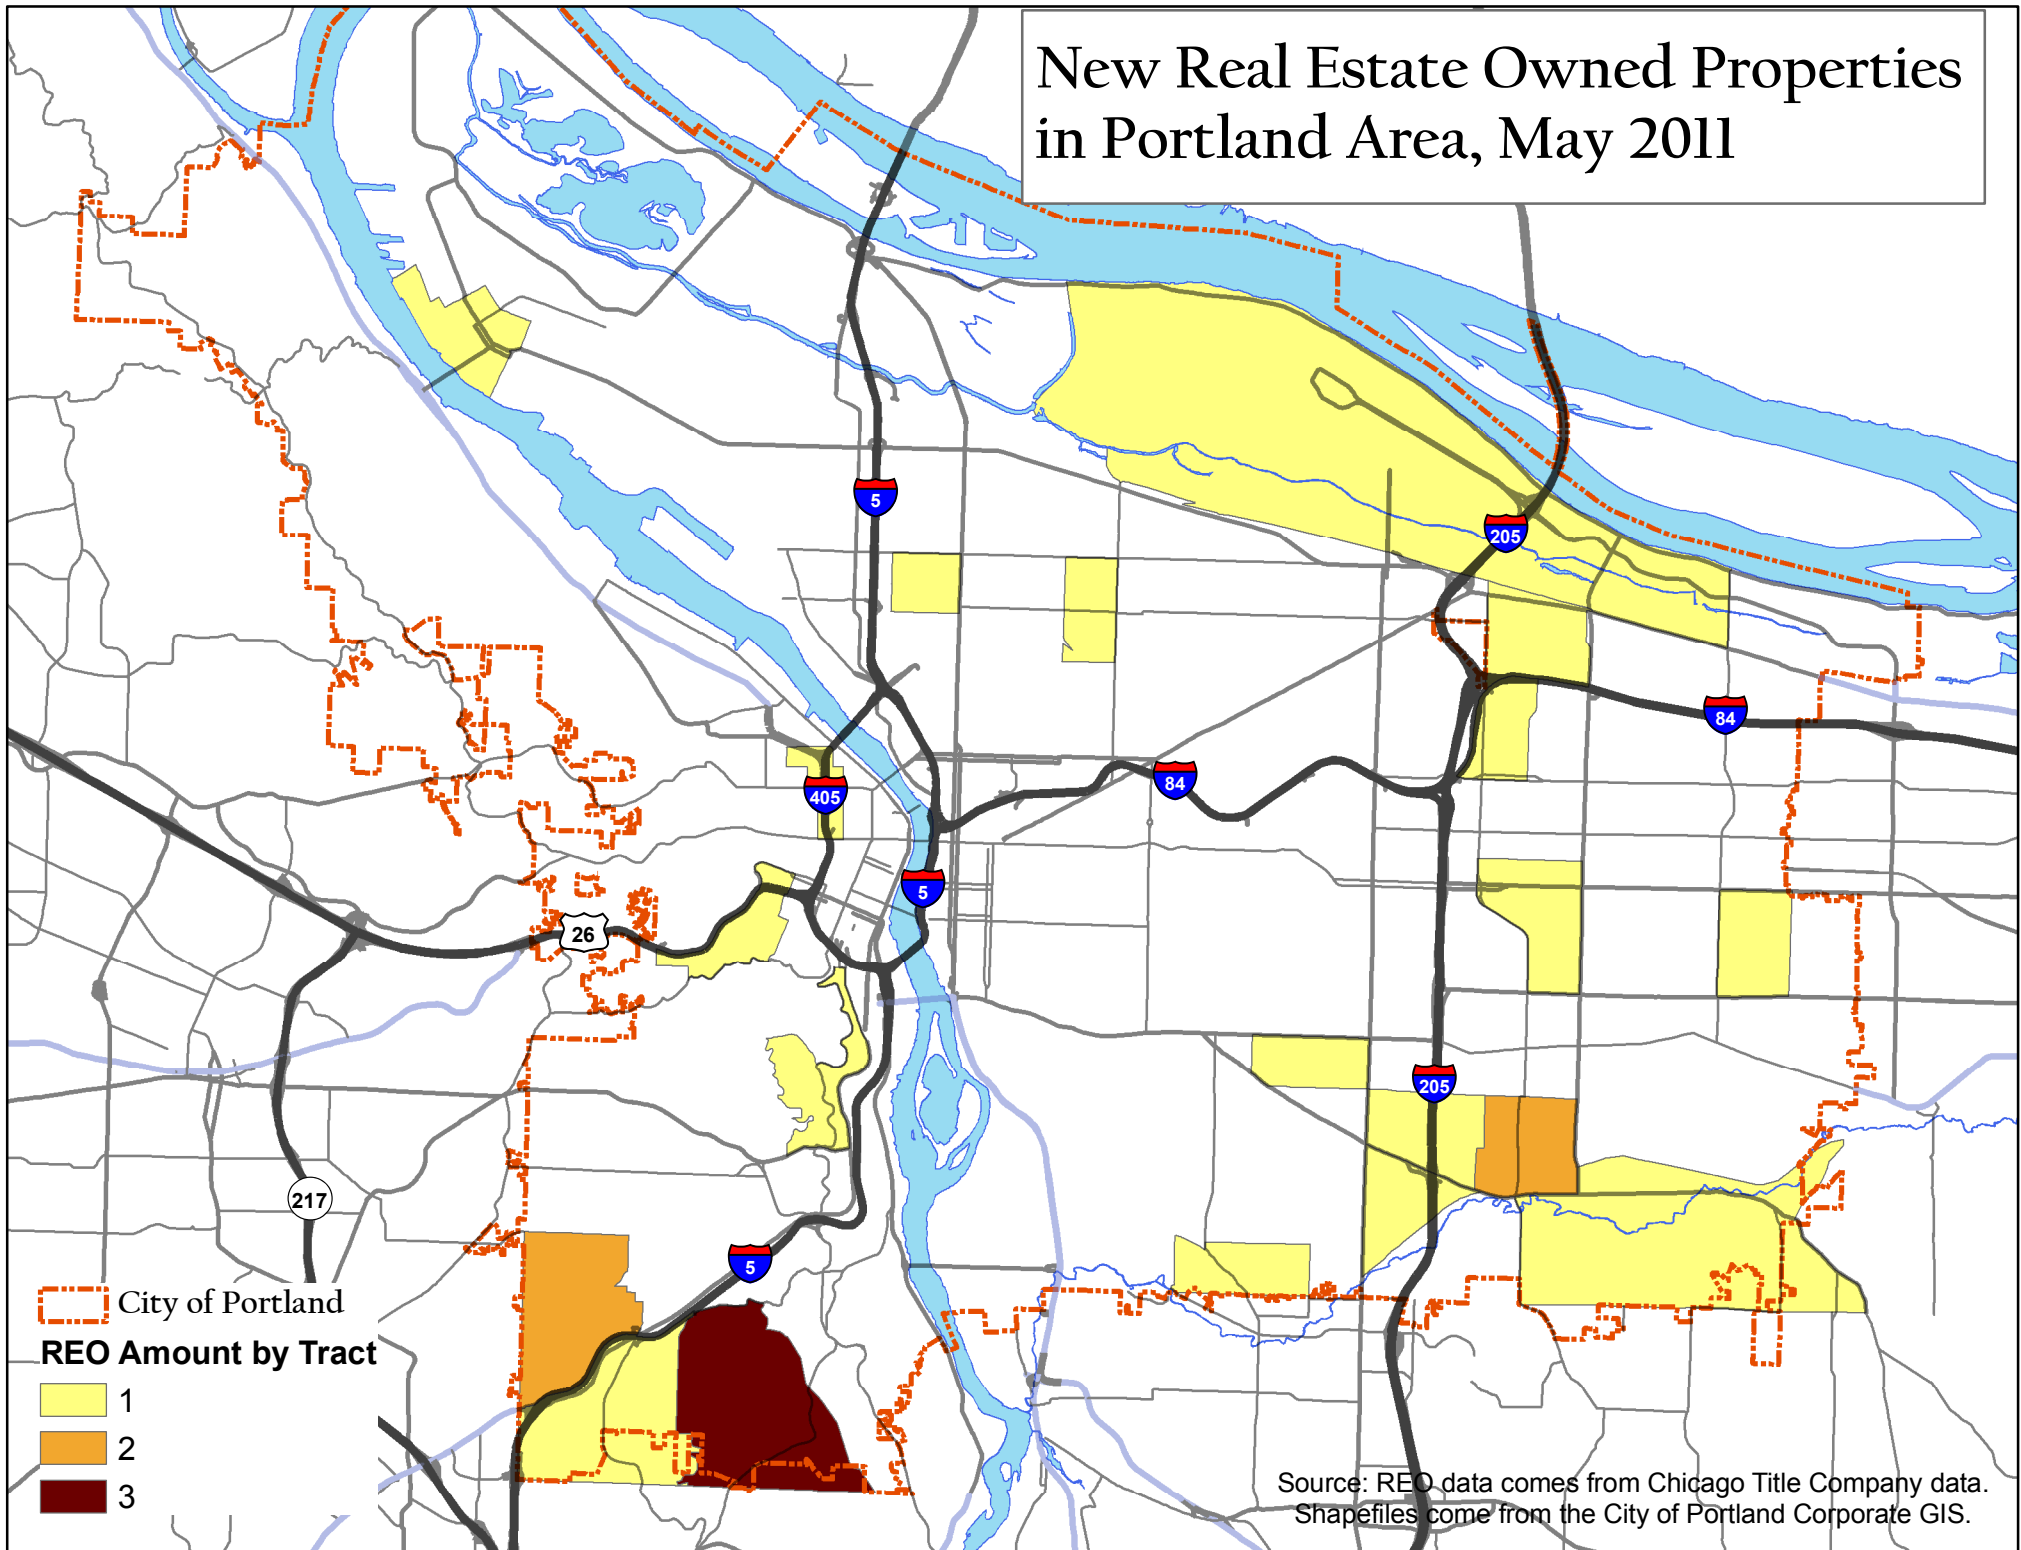 New Real Estate Owned Properties
in Portland Area, May 2011
5
205
84
84
405
5
26
205
217
5
City of Portland
REO Amount by Tract
1
2
3
Source: REO data comes from Chicago Title Company data.
Shapefiles come from the City of Portland Corporate GIS.